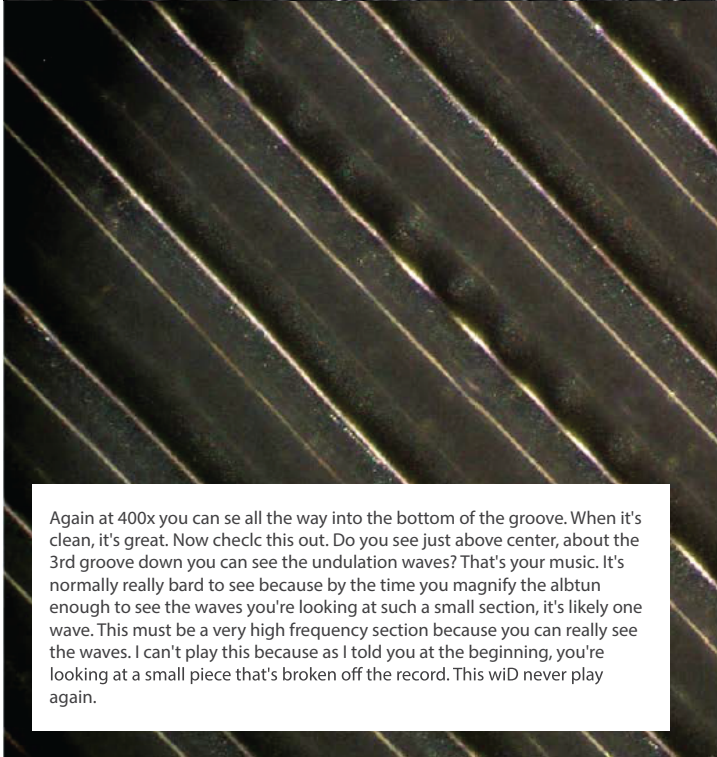 Again at 400x you can se all the way into the bottom of the groove. When it's
clean, it's great. Now checlc this out. Do you see just above center, about the
3rd groove down you can see the undulation waves? That's your music. It's
normally really bard to see because by the time you magnify the albtun
enough to see the waves you're looking at such a small section, it's likely one
wave. This must be a very high frequency section because you can really see
the waves. I can't play this because as I told you at the beginning, you're
looking at a small piece that's broken off the record. This wiD never play
again.